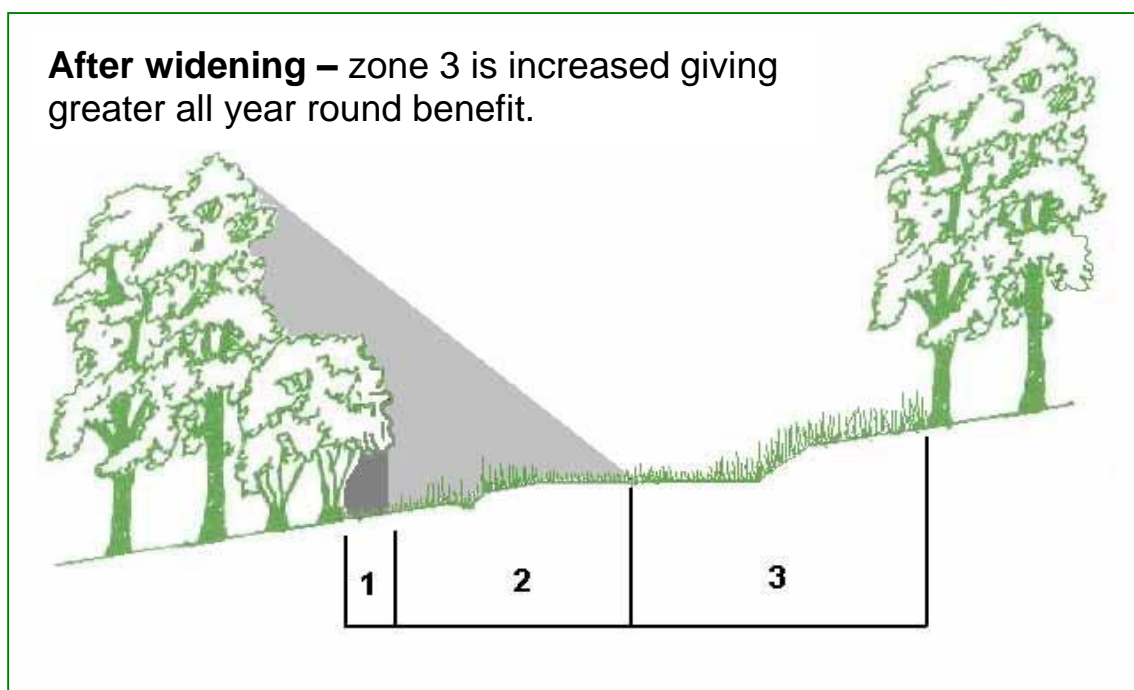 After widening – zone 3 is increased giving
greater all year round benefit.
1 2 3